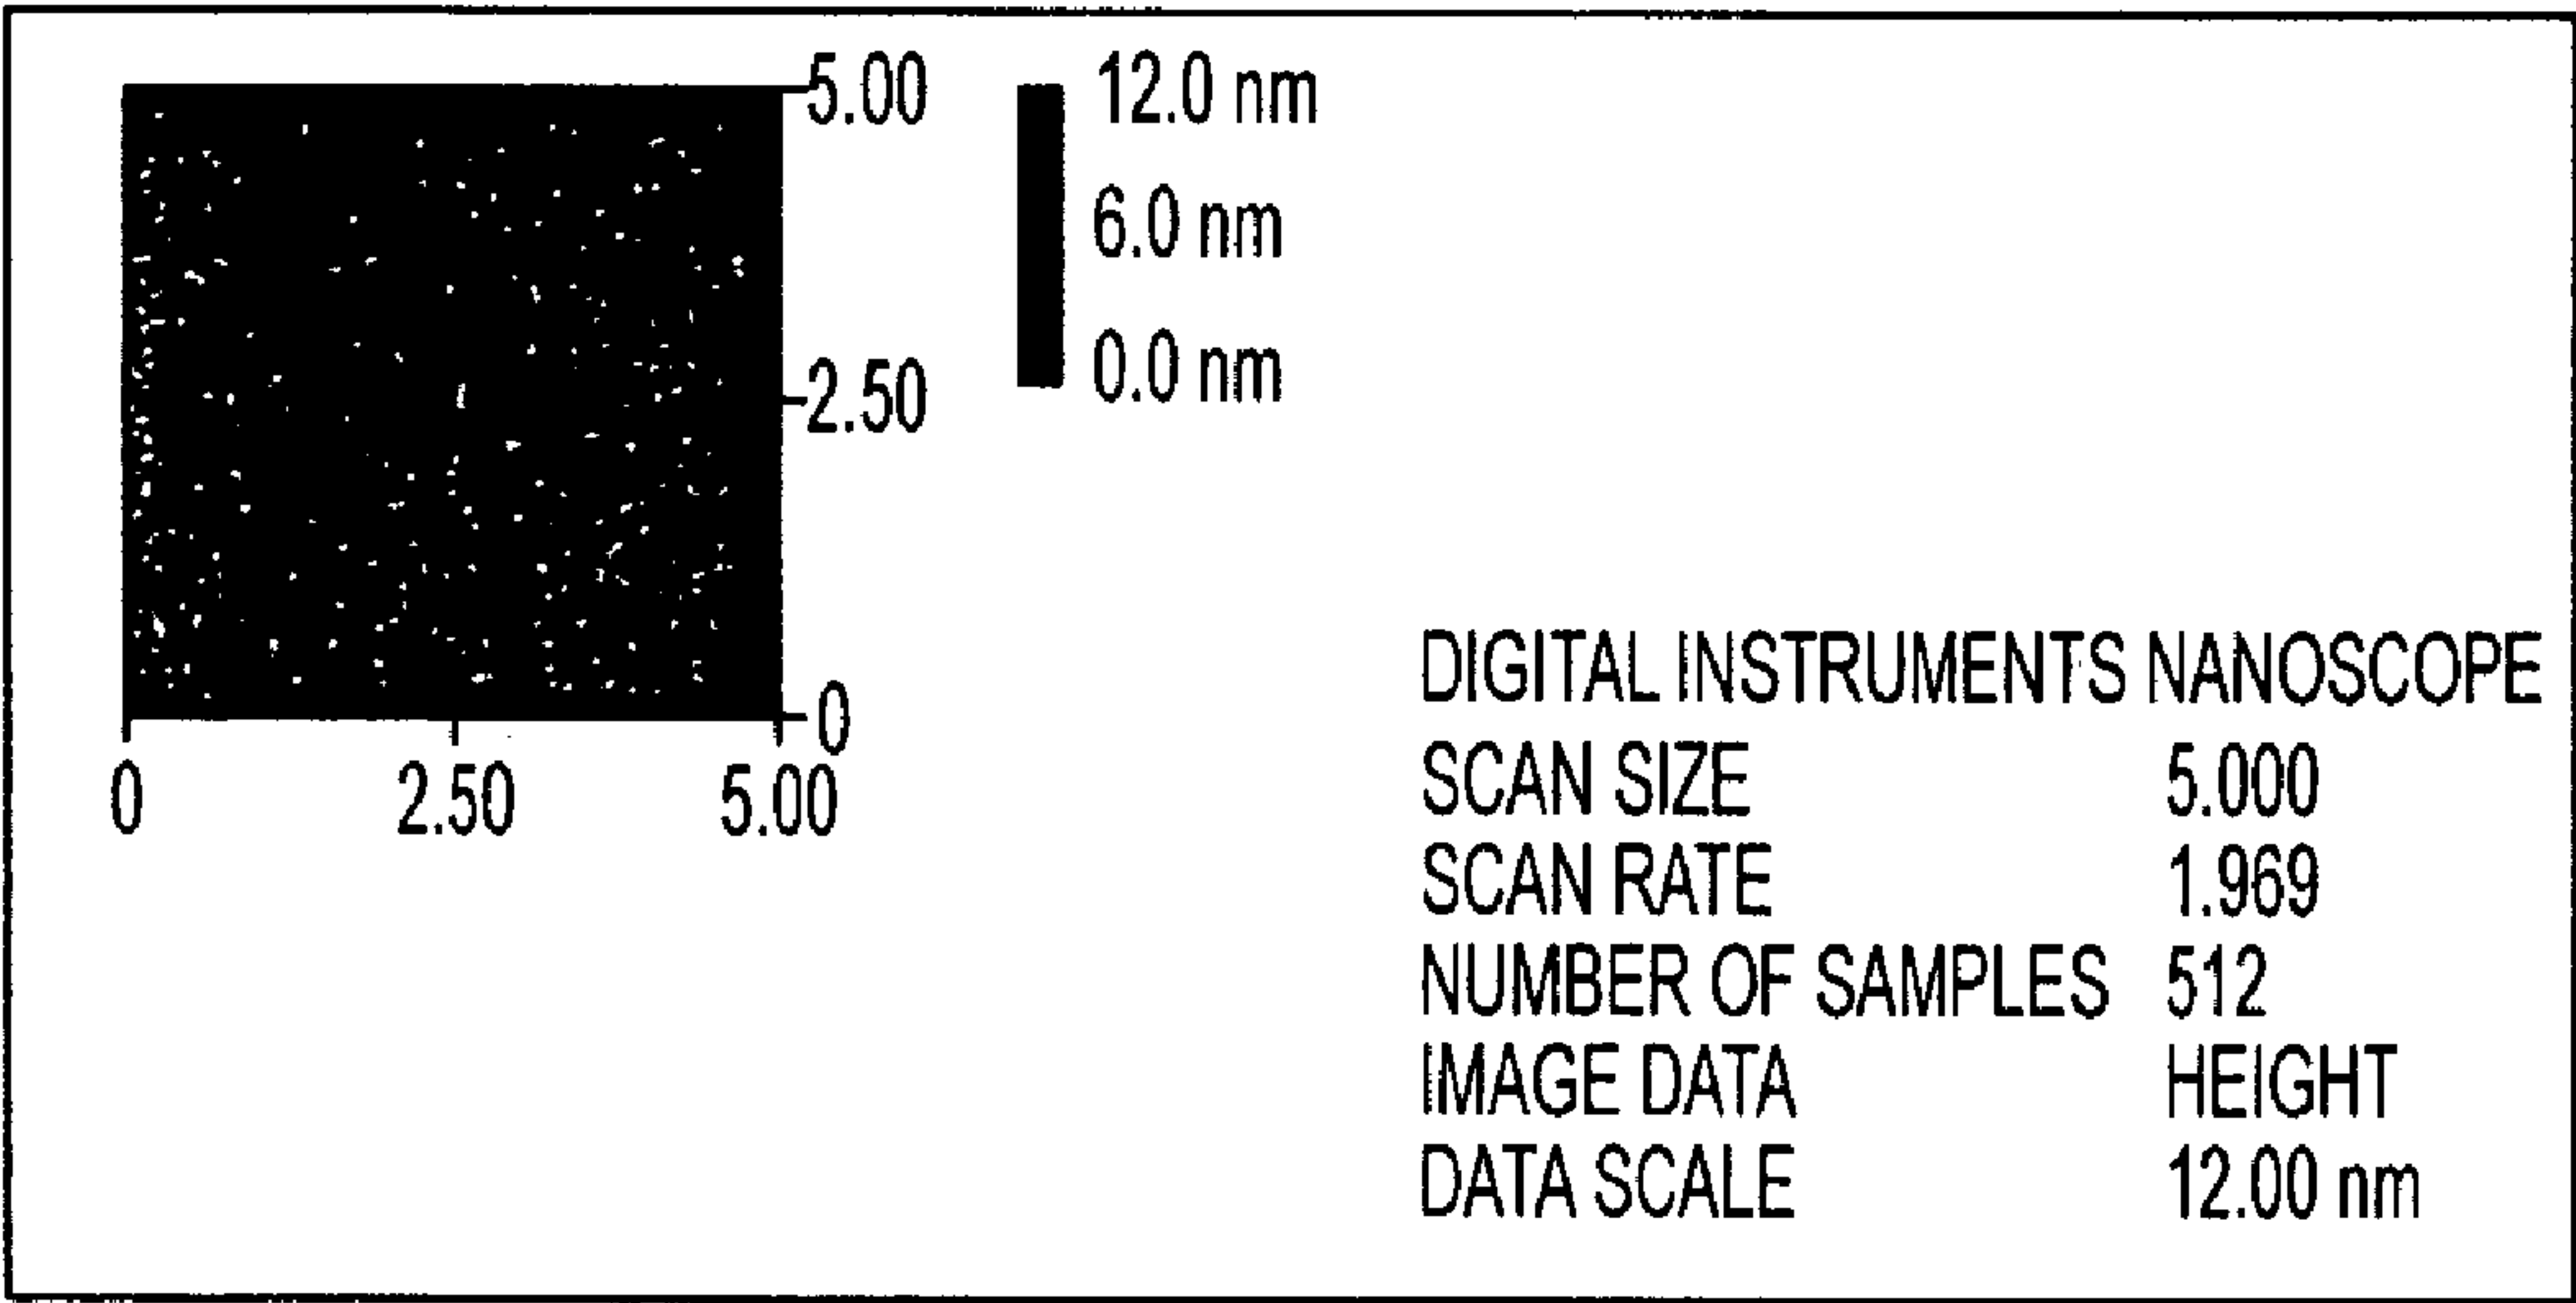 5.00
2.50
0
0 2.50 5.00
12.0 nm
6.0 nm
0.0 nm
DIGITAL INSTRUMENTS NANOSCOPE
SCAN SIZE 5.000
SCAN RATE 1.969
NUMBER OF SAMPLES 512
IMAGE DATA HEIGHT
DATA SCALE 12.00 nm